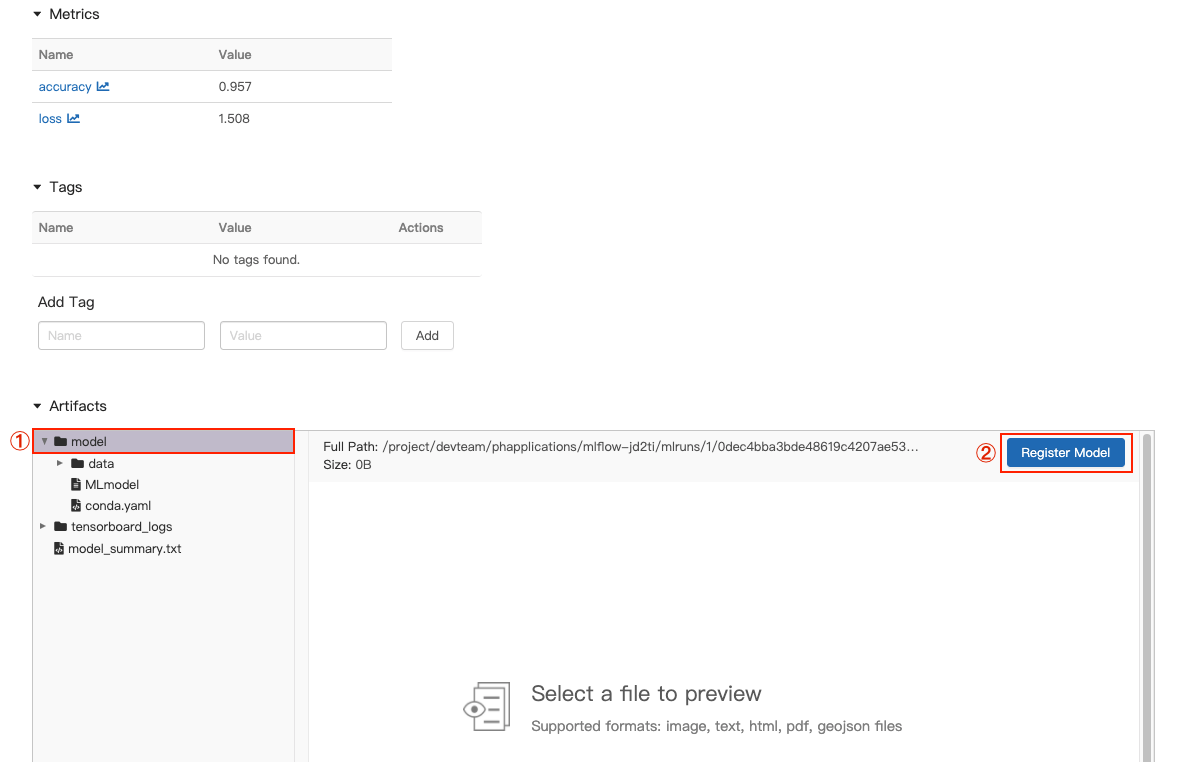 Metrics
Name Value
accuracy 0.957
loss 1.508
Tags
Name Value Actions
No tags found.
Add Tag
Name Value Add
Artifacts
① model
data
MLmodel
conda.yaml
tensorboard_logs
model_summary.txt
Full Path: /project/devteam/phapplications/mlflow-jd2ti/mlruns/1/0dec4bba3bde48619c4207ae53...
Size: 0B
② Register Model
Select a file to preview
Supported formats: image, text, html, pdf, geojson files